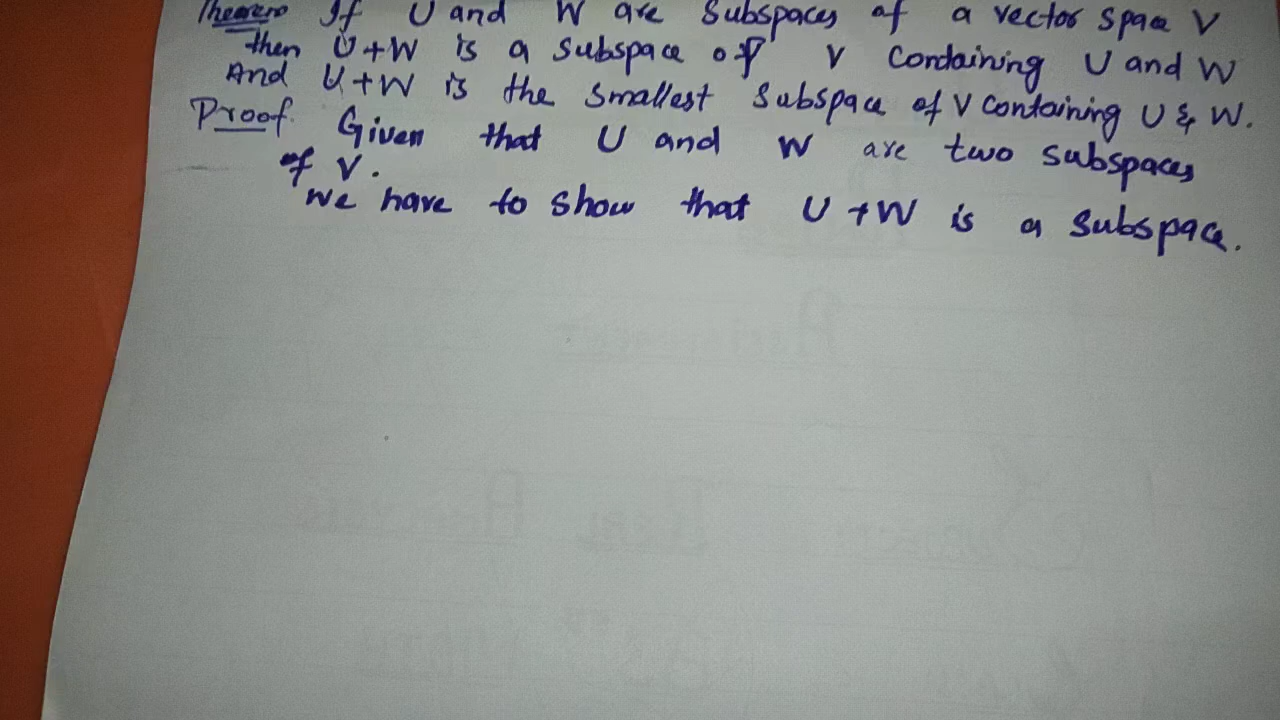 Theorem If U and W are Subspaces of a vector space V
then U+W is a subspace of V Containing U and W
And U+W is the smallest subspace of V containing U & W.
Proof. Given that U and W are two subspaces
of V.
we have to show that U+W is a subspace.